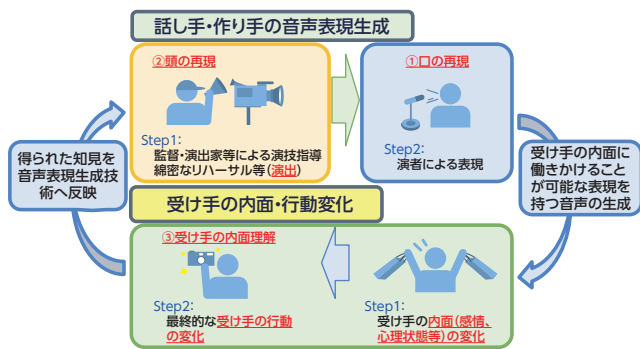 話し手・作り手の音声表現生成
②頭の再現
Step1:
監督・演出家等による演技指導
綿密なリハーサル等(演出)
①口の再現
Step2:
演者による表現
得られた知見を
音声表現生成技
術へ反映
受け手の内面に
働きかけること
が可能な表現を
持つ音声の生成
受け手の内面・行動変化
③受け手の内面理解
Step2:
最終的な受け手の行動
の変化
Step1:
受け手の内面(感情、
心理状態等)の変化